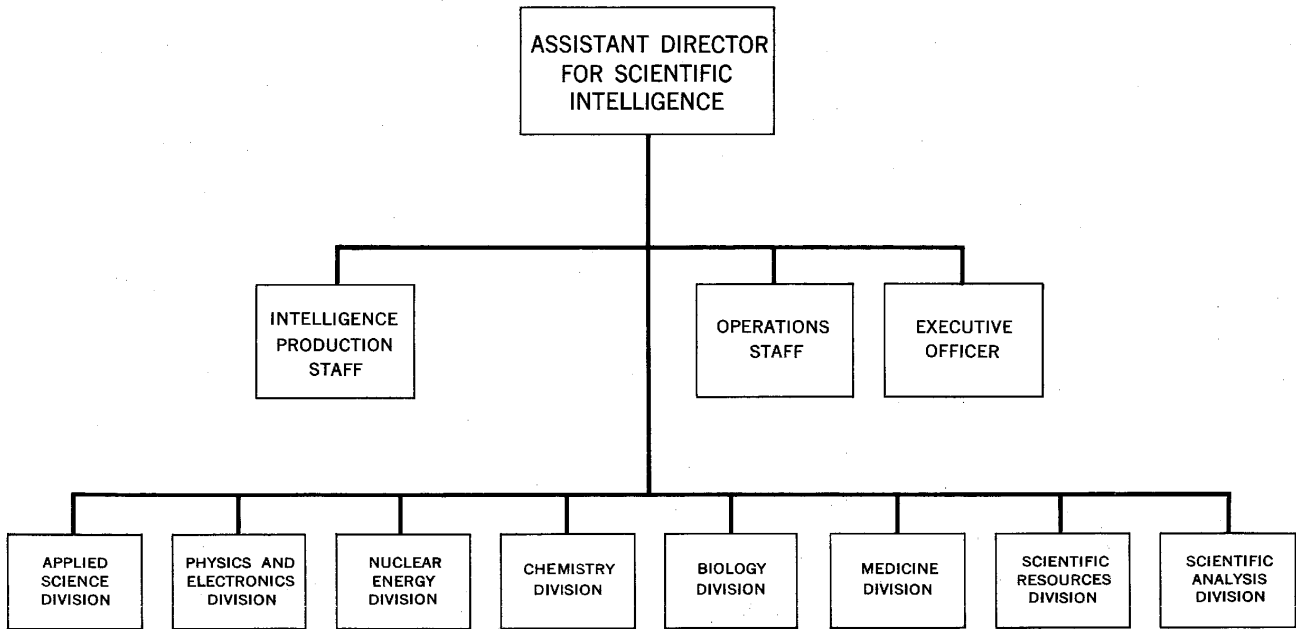 ASSISTANT DIRECTOR
FOR SCIENTIFIC
INTELLIGENCE
INTELLIGENCE
PRODUCTION
STAFF
OPERATIONS
STAFF
EXECUTIVE
OFFICER
APPLIED
SCIENCE
DIVISION
PHYSICS AND
ELECTRONICS
DIVISION
NUCLEAR
ENERGY
DIVISION
CHEMISTRY
DIVISION
BIOLOGY
DIVISION
MEDICINE
DIVISION
SCIENTIFIC
RESOURCES
DIVISION
SCIENTIFIC
ANALYSIS
DIVISION